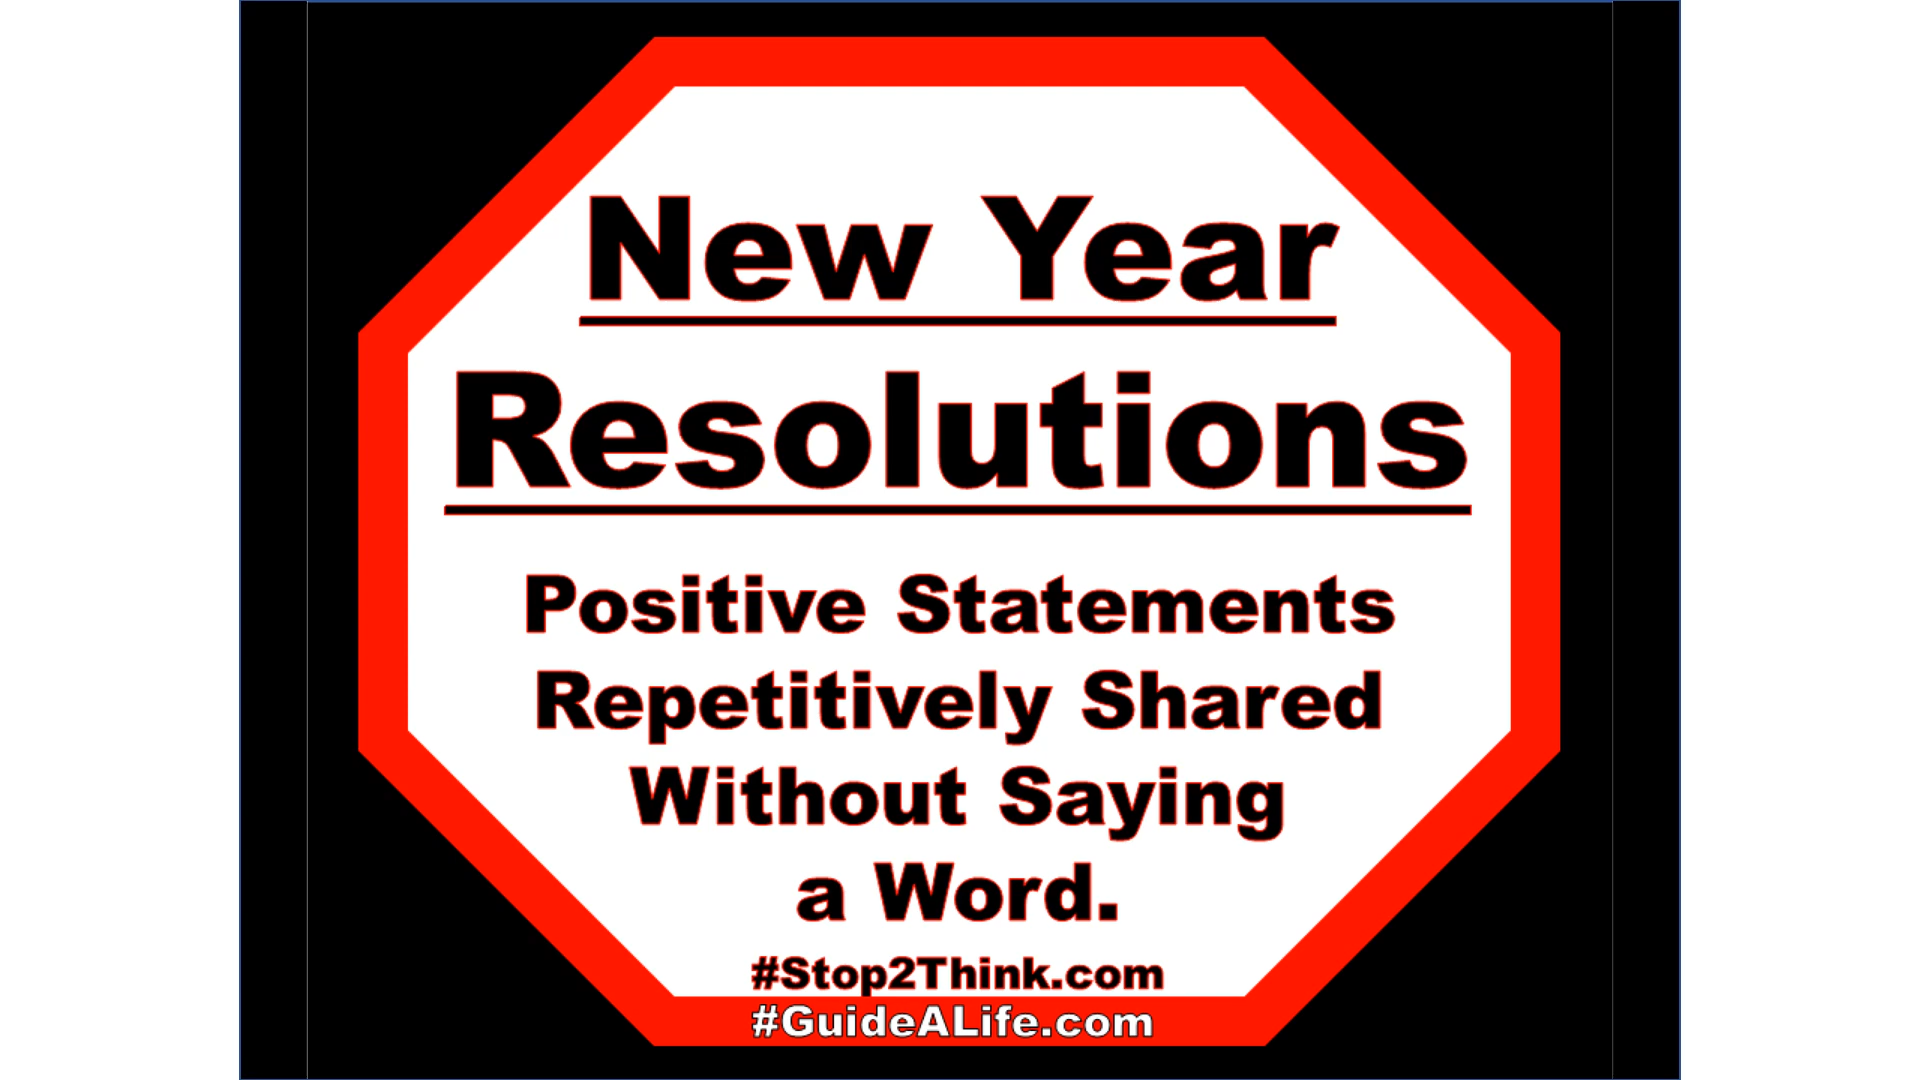 New Year
Resolutions
Positive Statements
Repetitively Shared
Without Saying
a Word.
#Stop2Think.com
#GuideALife.com